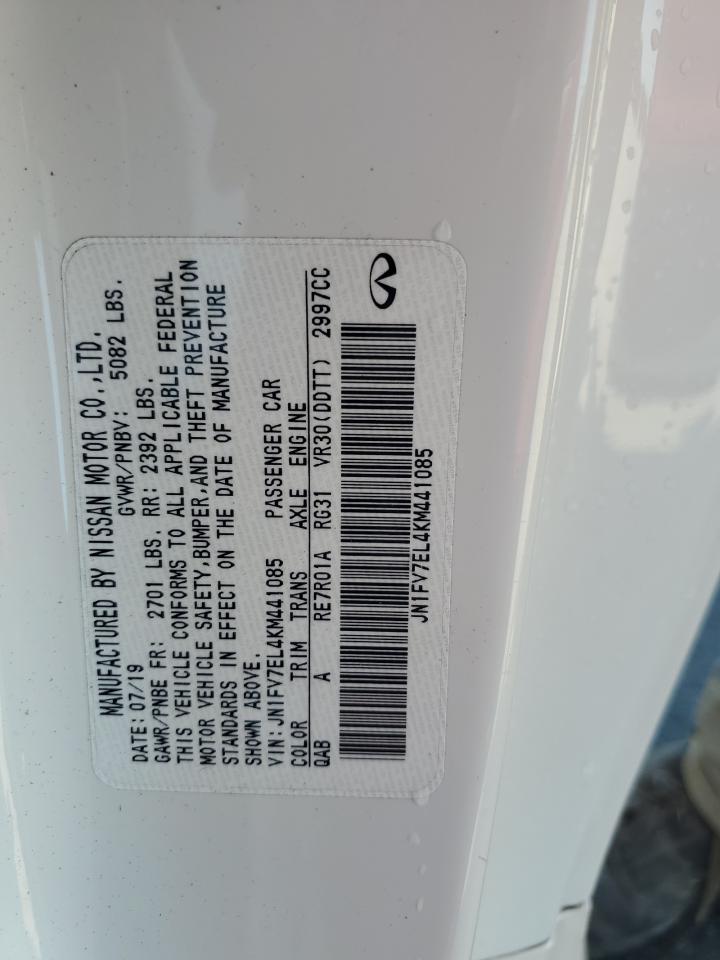 MANUFACTURED BY NISSAN MOTOR CO.,LTD.
DATE: 07/19 GVWR/PNBV: 5082 LBS.
GAWR/PNBE FR: 2701 LBS. RR: 2392 LBS.
THIS VEHICLE CONFORMS TO ALL APPLICABLE FEDERAL
MOTOR VEHICLE SAFETY,BUMPER,AND THEFT PREVENTION
STANDARDS IN EFFECT ON THE DATE OF MANUFACTURE
SHOWN ABOVE.
VIN:JN1FV7EL4KM441085 PASSENGER CAR
COLOR TRIM TRANS AXLE ENGINE
QAB A RE7R01A RG31 VR30(DDTT) 2997CC
JN1FV7EL4KM441085